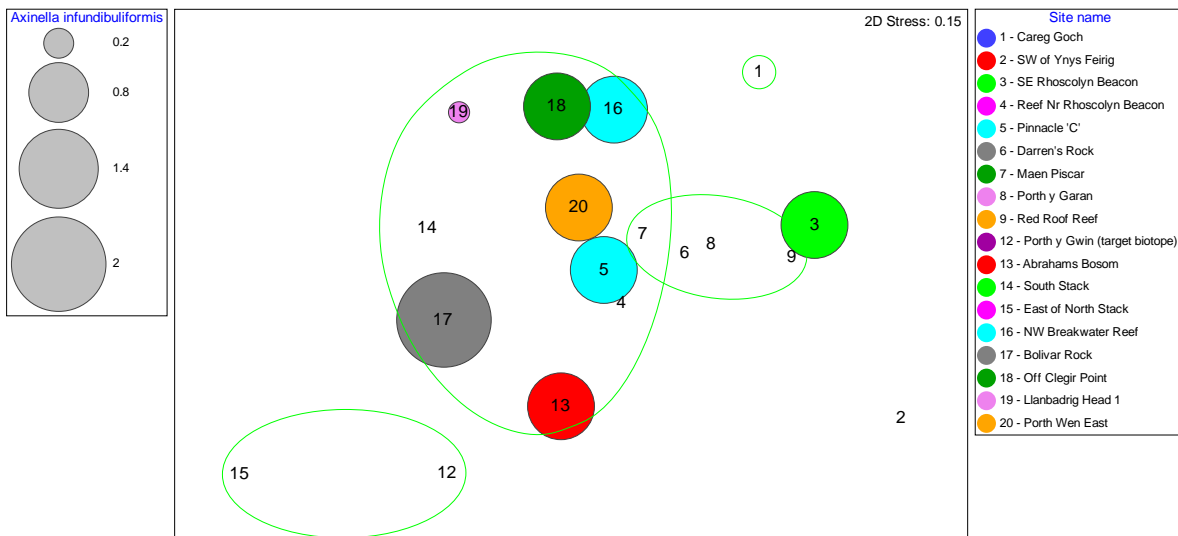 Axinella infundibuliformis
0.2
0.8
1.4
2
2D Stress: 0.15
1
19
18
16
20
14
7
8
3
6
9
5
4
17
13
2
15
12
Site name
1 - Careg Goch
2 - SW of Ynys Feirig
3 - SE Rhoscolyn Beacon
4 - Reef Nr Rhoscolyn Beacon
5 - Pinnacle 'C'
6 - Darren's Rock
7 - Maen Piscar
8 - Porth y Garan
9 - Red Roof Reef
12 - Porth y Gwin (target biotope)
13 - Abrahams Bosom
14 - South Stack
15 - East of North Stack
16 - NW Breakwater Reef
17 - Bolivar Rock
18 - Off Clegir Point
19 - Llanbadrig Head 1
20 - Porth Wen East